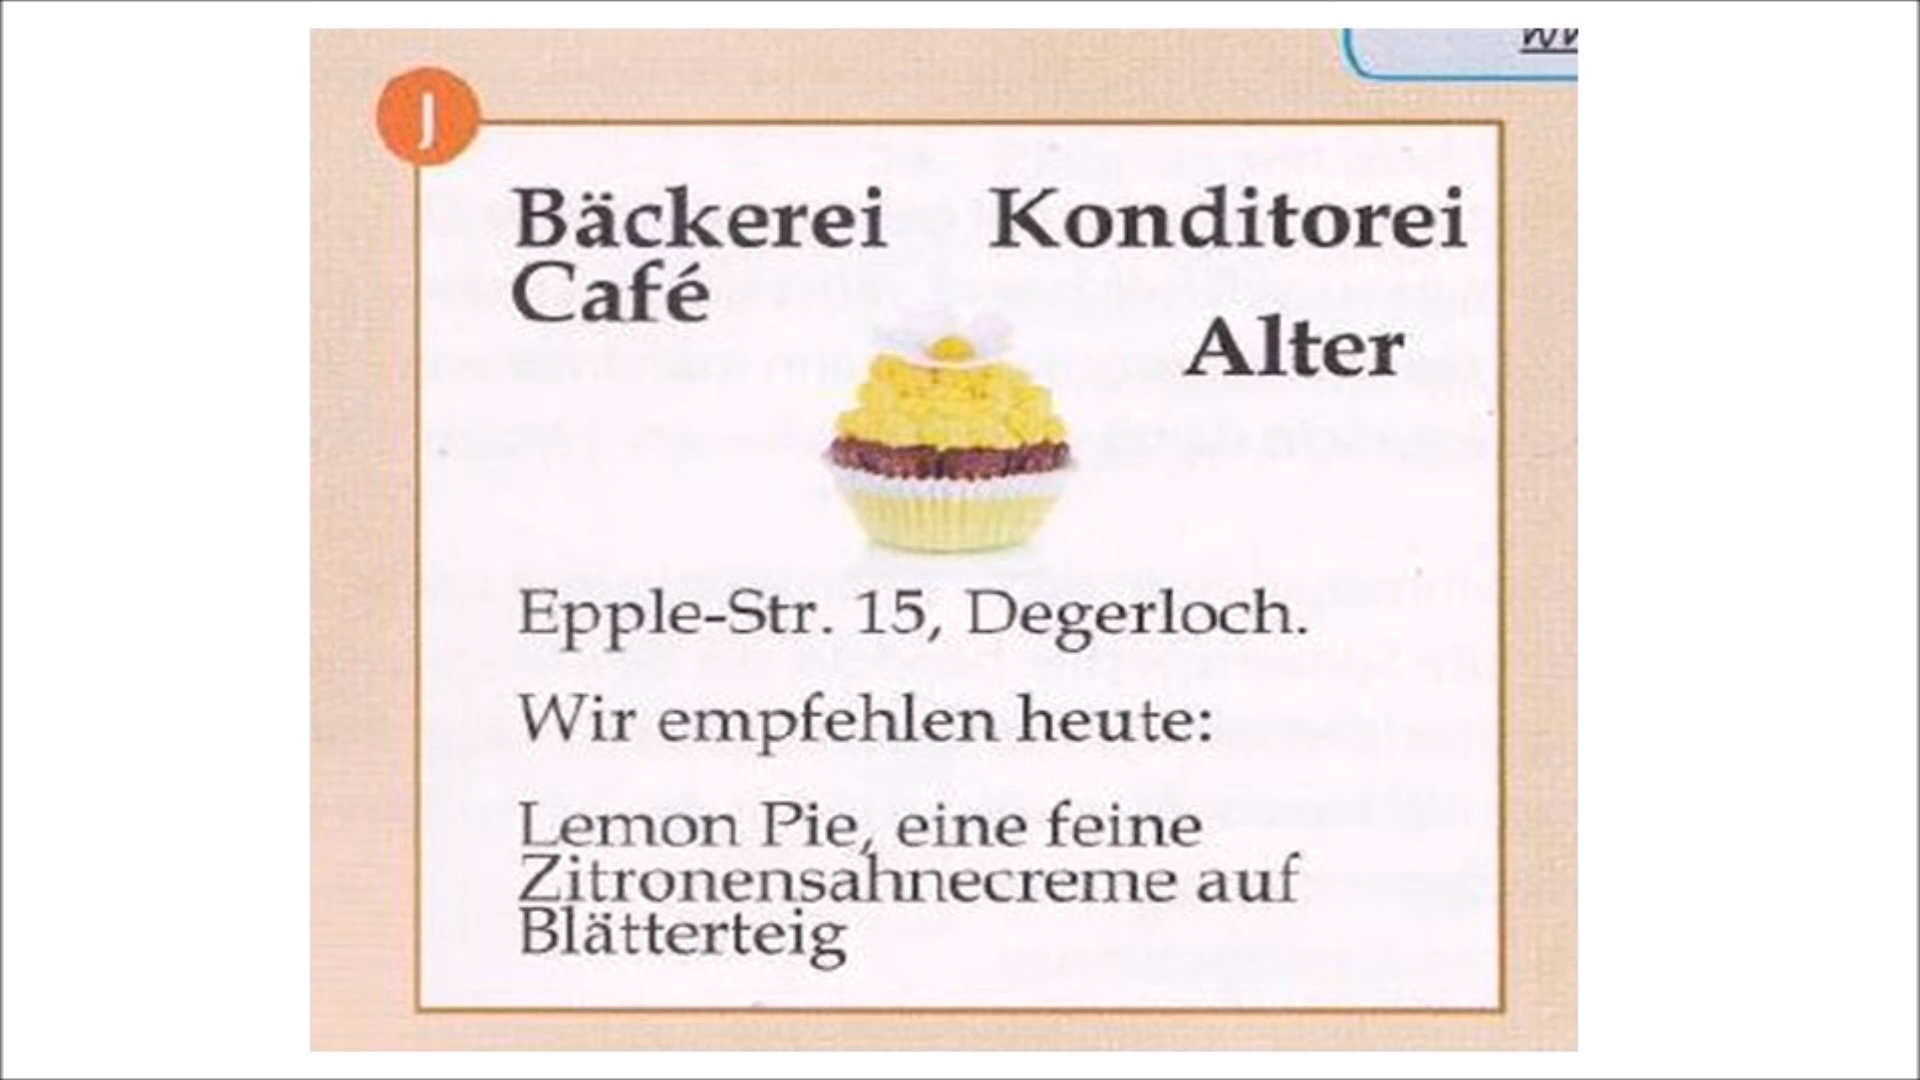 J
Bäckerei Konditorei
Café
Alter
Epple-Str. 15, Degerloch.
Wir empfehlen heute:
Lemon Pie, eine feine
Zitronensahnecreme auf
Blätterteig